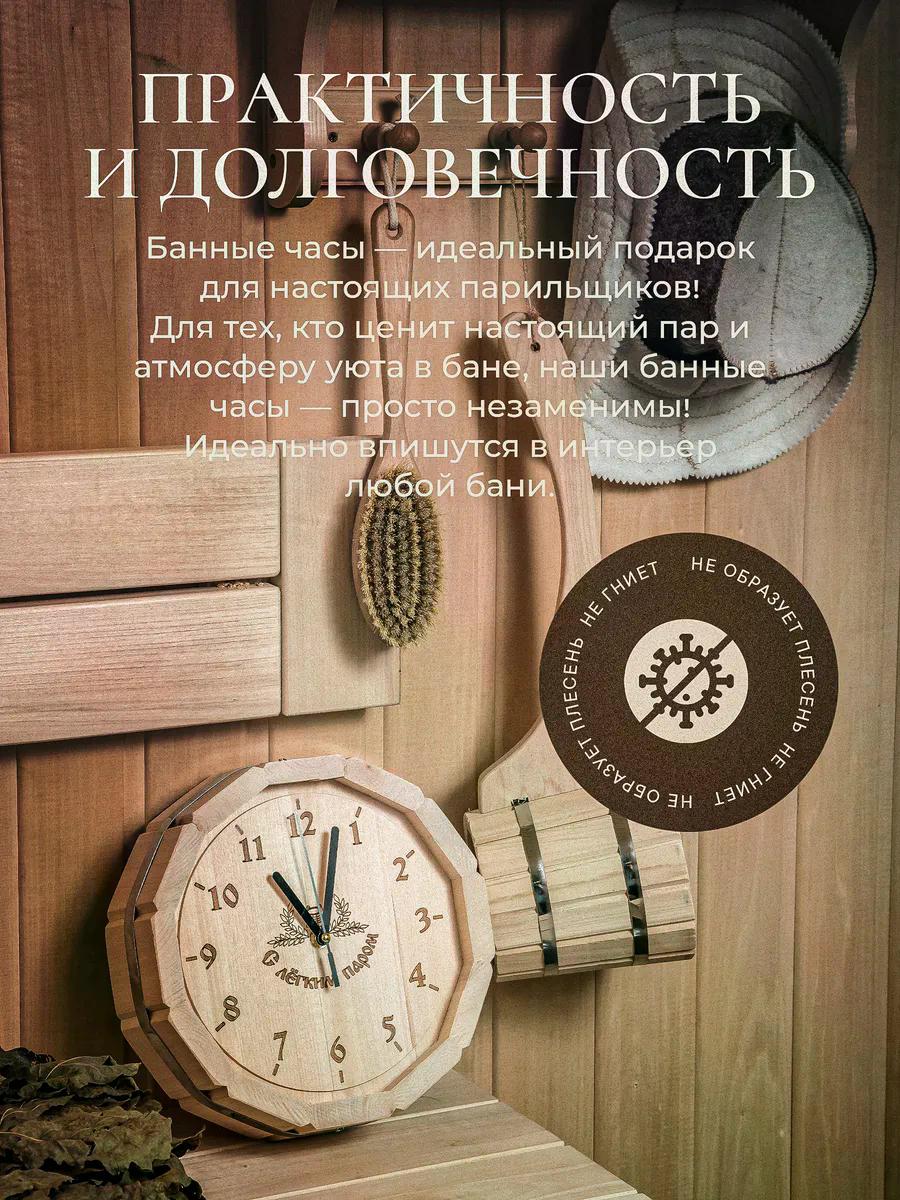 ПРАКТИЧНОСТЬ
И ДОЛГОВЕЧНОСТЬ
Банные часы — идеальный подарок
для настоящих парильщиков!
Для тех, кто ценит настоящий пар и
атмосферу уюта в бане, наши банные
часы — просто незаменимы!
Идеально впишутся в интерьер
любой бани.
НЕ ОБРАЗУЕТ ПЛЕСЕНЬ НЕ ГНИЕТ
НЕ ОБРАЗУЕТ ПЛЕСЕНЬ НЕ ГНИЕТ
12
1
2
3
4
5
6
7
8
9
10
11
С лёгким паром